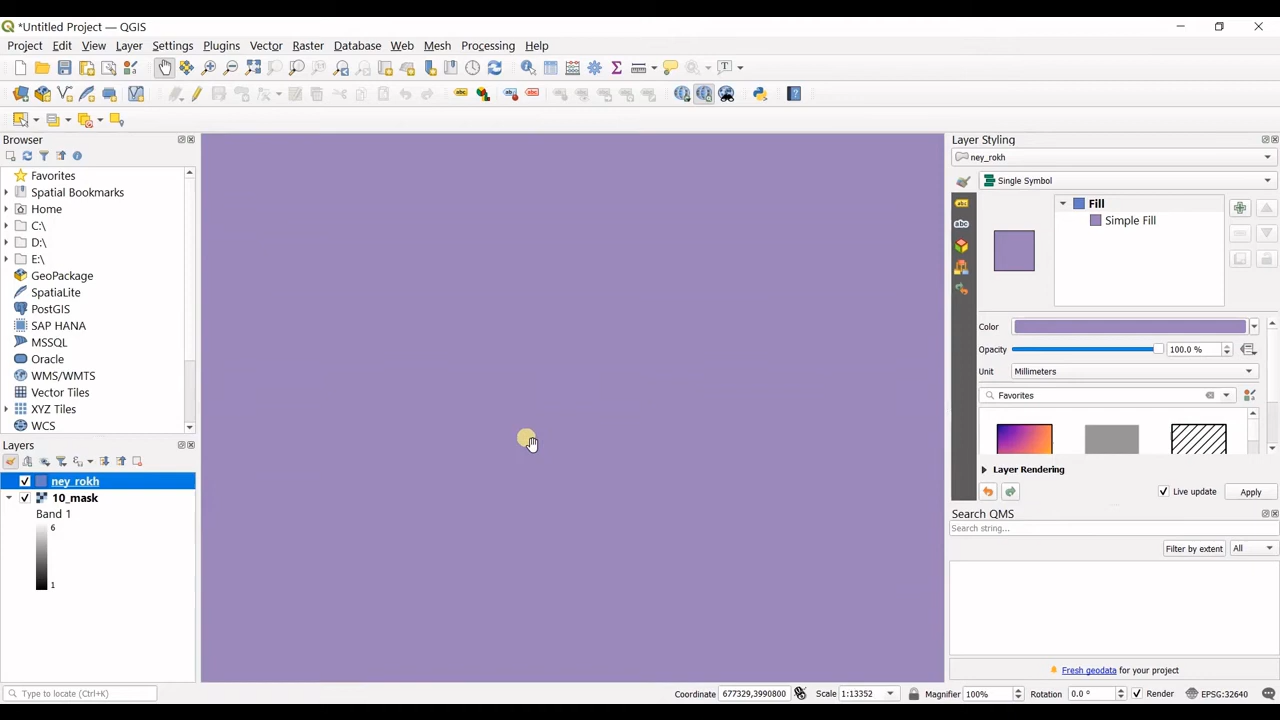 *Untitled Project — QGIS
Project Edit View Layer Settings Plugins Vector Raster Database Web Mesh Processing Help
Browser
Favorites
Spatial Bookmarks
Home
C:\
D:\
E:\
GeoPackage
SpatiaLite
PostGIS
SAP HANA
MSSQL
Oracle
WMS/WMTS
Vector Tiles
XYZ Tiles
WCS
Layers
ney_rokh
10_mask
Band 1
6
1
Layer Styling
ney_rokh
Single Symbol
Fill
Simple Fill
Color
Opacity 100.0 %
Unit Millimeters
Favorites
Layer Rendering
Live update Apply
Search QMS
Search string...
Filter by extent All
Fresh geodata for your project
Type to locate (Ctrl+K) Coordinate 677329,3990800 Scale 1:13352 Magnifier 100% Rotation 0.0 ° Render EPSG:32640